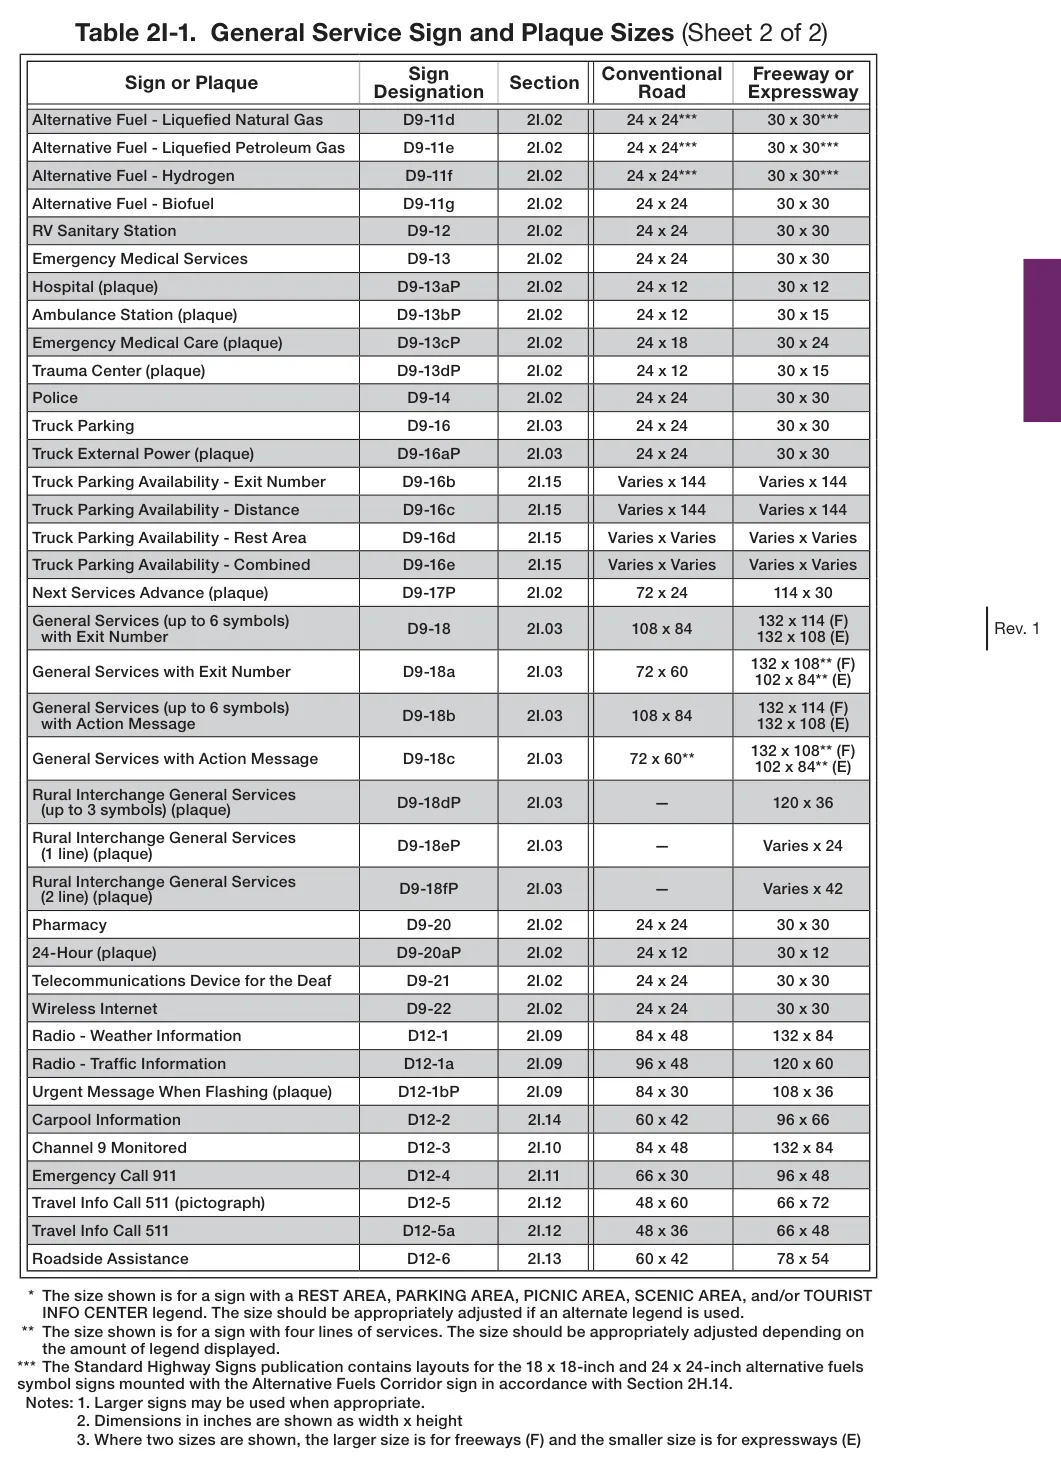 Table 2I-1. General Service Sign and Plaque Sizes (Sheet 2 of 2)
Sign or Plaque | Sign Designation | Section | Conventional Road | Freeway or Expressway
Alternative Fuel - Liquefied Natural Gas | D9-11d | 2I.02 | 24 x 24*** | 30 x 30***
Alternative Fuel - Liquefied Petroleum Gas | D9-11e | 2I.02 | 24 x 24*** | 30 x 30***
Alternative Fuel - Hydrogen | D9-11f | 2I.02 | 24 x 24*** | 30 x 30***
Alternative Fuel - Biofuel | D9-11g | 2I.02 | 24 x 24 | 30 x 30
RV Sanitary Station | D9-12 | 2I.02 | 24 x 24 | 30 x 30
Emergency Medical Services | D9-13 | 2I.02 | 24 x 24 | 30 x 30
Hospital (plaque) | D9-13aP | 2I.02 | 24 x 12 | 30 x 12
Ambulance Station (plaque) | D9-13bP | 2I.02 | 24 x 12 | 30 x 15
Emergency Medical Care (plaque) | D9-13cP | 2I.02 | 24 x 18 | 30 x 24
Trauma Center (plaque) | D9-13dP | 2I.02 | 24 x 12 | 30 x 15
Police | D9-14 | 2I.02 | 24 x 24 | 30 x 30
Truck Parking | D9-16 | 2I.03 | 24 x 24 | 30 x 30
Truck External Power (plaque) | D9-16aP | 2I.03 | 24 x 24 | 30 x 30
Truck Parking Availability - Exit Number | D9-16b | 2I.15 | Varies x 144 | Varies x 144
Truck Parking Availability - Distance | D9-16c | 2I.15 | Varies x 144 | Varies x 144
Truck Parking Availability - Rest Area | D9-16d | 2I.15 | Varies x Varies | Varies x Varies
Truck Parking Availability - Combined | D9-16e | 2I.15 | Varies x Varies | Varies x Varies
Next Services Advance (plaque) | D9-17P | 2I.02 | 72 x 24 | 114 x 30
General Services (up to 6 symbols) with Exit Number | D9-18 | 2I.03 | 108 x 84 | 132 x 114 (F) 132 x 108 (E)
Rev. 1
General Services with Exit Number | D9-18a | 2I.03 | 72 x 60 | 132 x 108** (F) 102 x 84** (E)
General Services (up to 6 symbols) with Action Message | D9-18b | 2I.03 | 108 x 84 | 132 x 114 (F) 132 x 108 (E)
General Services with Action Message | D9-18c | 2I.03 | 72 x 60** | 132 x 108** (F) 102 x 84** (E)
Rural Interchange General Services (up to 3 symbols) (plaque) | D9-18dP | 2I.03 | — | 120 x 36
Rural Interchange General Services (1 line) (plaque) | D9-18eP | 2I.03 | — | Varies x 24
Rural Interchange General Services (2 line) (plaque) | D9-18fP | 2I.03 | — | Varies x 42
Pharmacy | D9-20 | 2I.02 | 24 x 24 | 30 x 30
24-Hour (plaque) | D9-20aP | 2I.02 | 24 x 12 | 30 x 12
Telecommunications Device for the Deaf | D9-21 | 2I.02 | 24 x 24 | 30 x 30
Wireless Internet | D9-22 | 2I.02 | 24 x 24 | 30 x 30
Radio - Weather Information | D12-1 | 2I.09 | 84 x 48 | 132 x 84
Radio - Traffic Information | D12-1a | 2I.09 | 96 x 48 | 120 x 60
Urgent Message When Flashing (plaque) | D12-1bP | 2I.09 | 84 x 30 | 108 x 36
Carpool Information | D12-2 | 2I.14 | 60 x 42 | 96 x 66
Channel 9 Monitored | D12-3 | 2I.10 | 84 x 48 | 132 x 84
Emergency Call 911 | D12-4 | 2I.11 | 66 x 30 | 96 x 48
Travel Info Call 511 (pictograph) | D12-5 | 2I.12 | 48 x 60 | 66 x 72
Travel Info Call 511 | D12-5a | 2I.12 | 48 x 36 | 66 x 48
Roadside Assistance | D12-6 | 2I.13 | 60 x 42 | 78 x 54
* The size shown is for a sign with a REST AREA, PARKING AREA, PICNIC AREA, SCENIC AREA, and/or TOURIST
INFO CENTER legend. The size should be appropriately adjusted if an alternate legend is used.
** The size shown is for a sign with four lines of services. The size should be appropriately adjusted depending on
the amount of legend displayed.
*** The Standard Highway Signs publication contains layouts for the 18 x 18-inch and 24 x 24-inch alternative fuels
symbol signs mounted with the Alternative Fuels Corridor sign in accordance with Section 2H.14.
Notes: 1. Larger signs may be used when appropriate.
2. Dimensions in inches are shown as width x height
3. Where two sizes are shown, the larger size is for freeways (F) and the smaller size is for expressways (E)